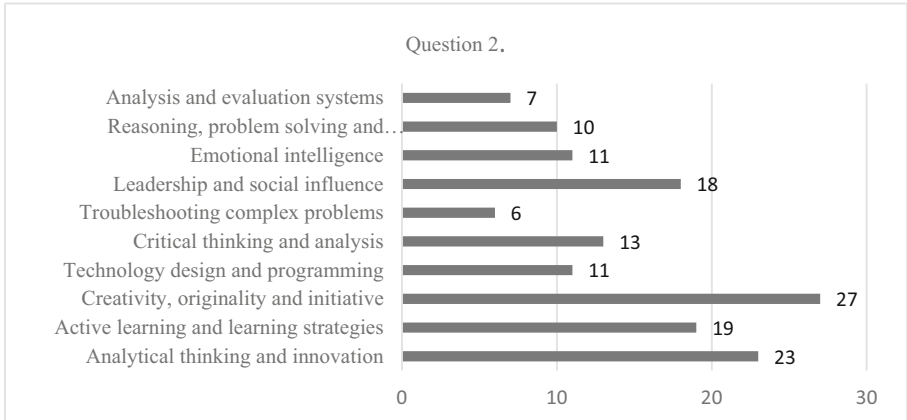 Question 2.
Analysis and evaluation systems 7
Reasoning, problem solving and… 10
Emotional intelligence 11
Leadership and social influence 18
Troubleshooting complex problems 6
Critical thinking and analysis 13
Technology design and programming 11
Creativity, originality and initiative 27
Active learning and learning strategies 19
Analytical thinking and innovation 23
0 10 20 30